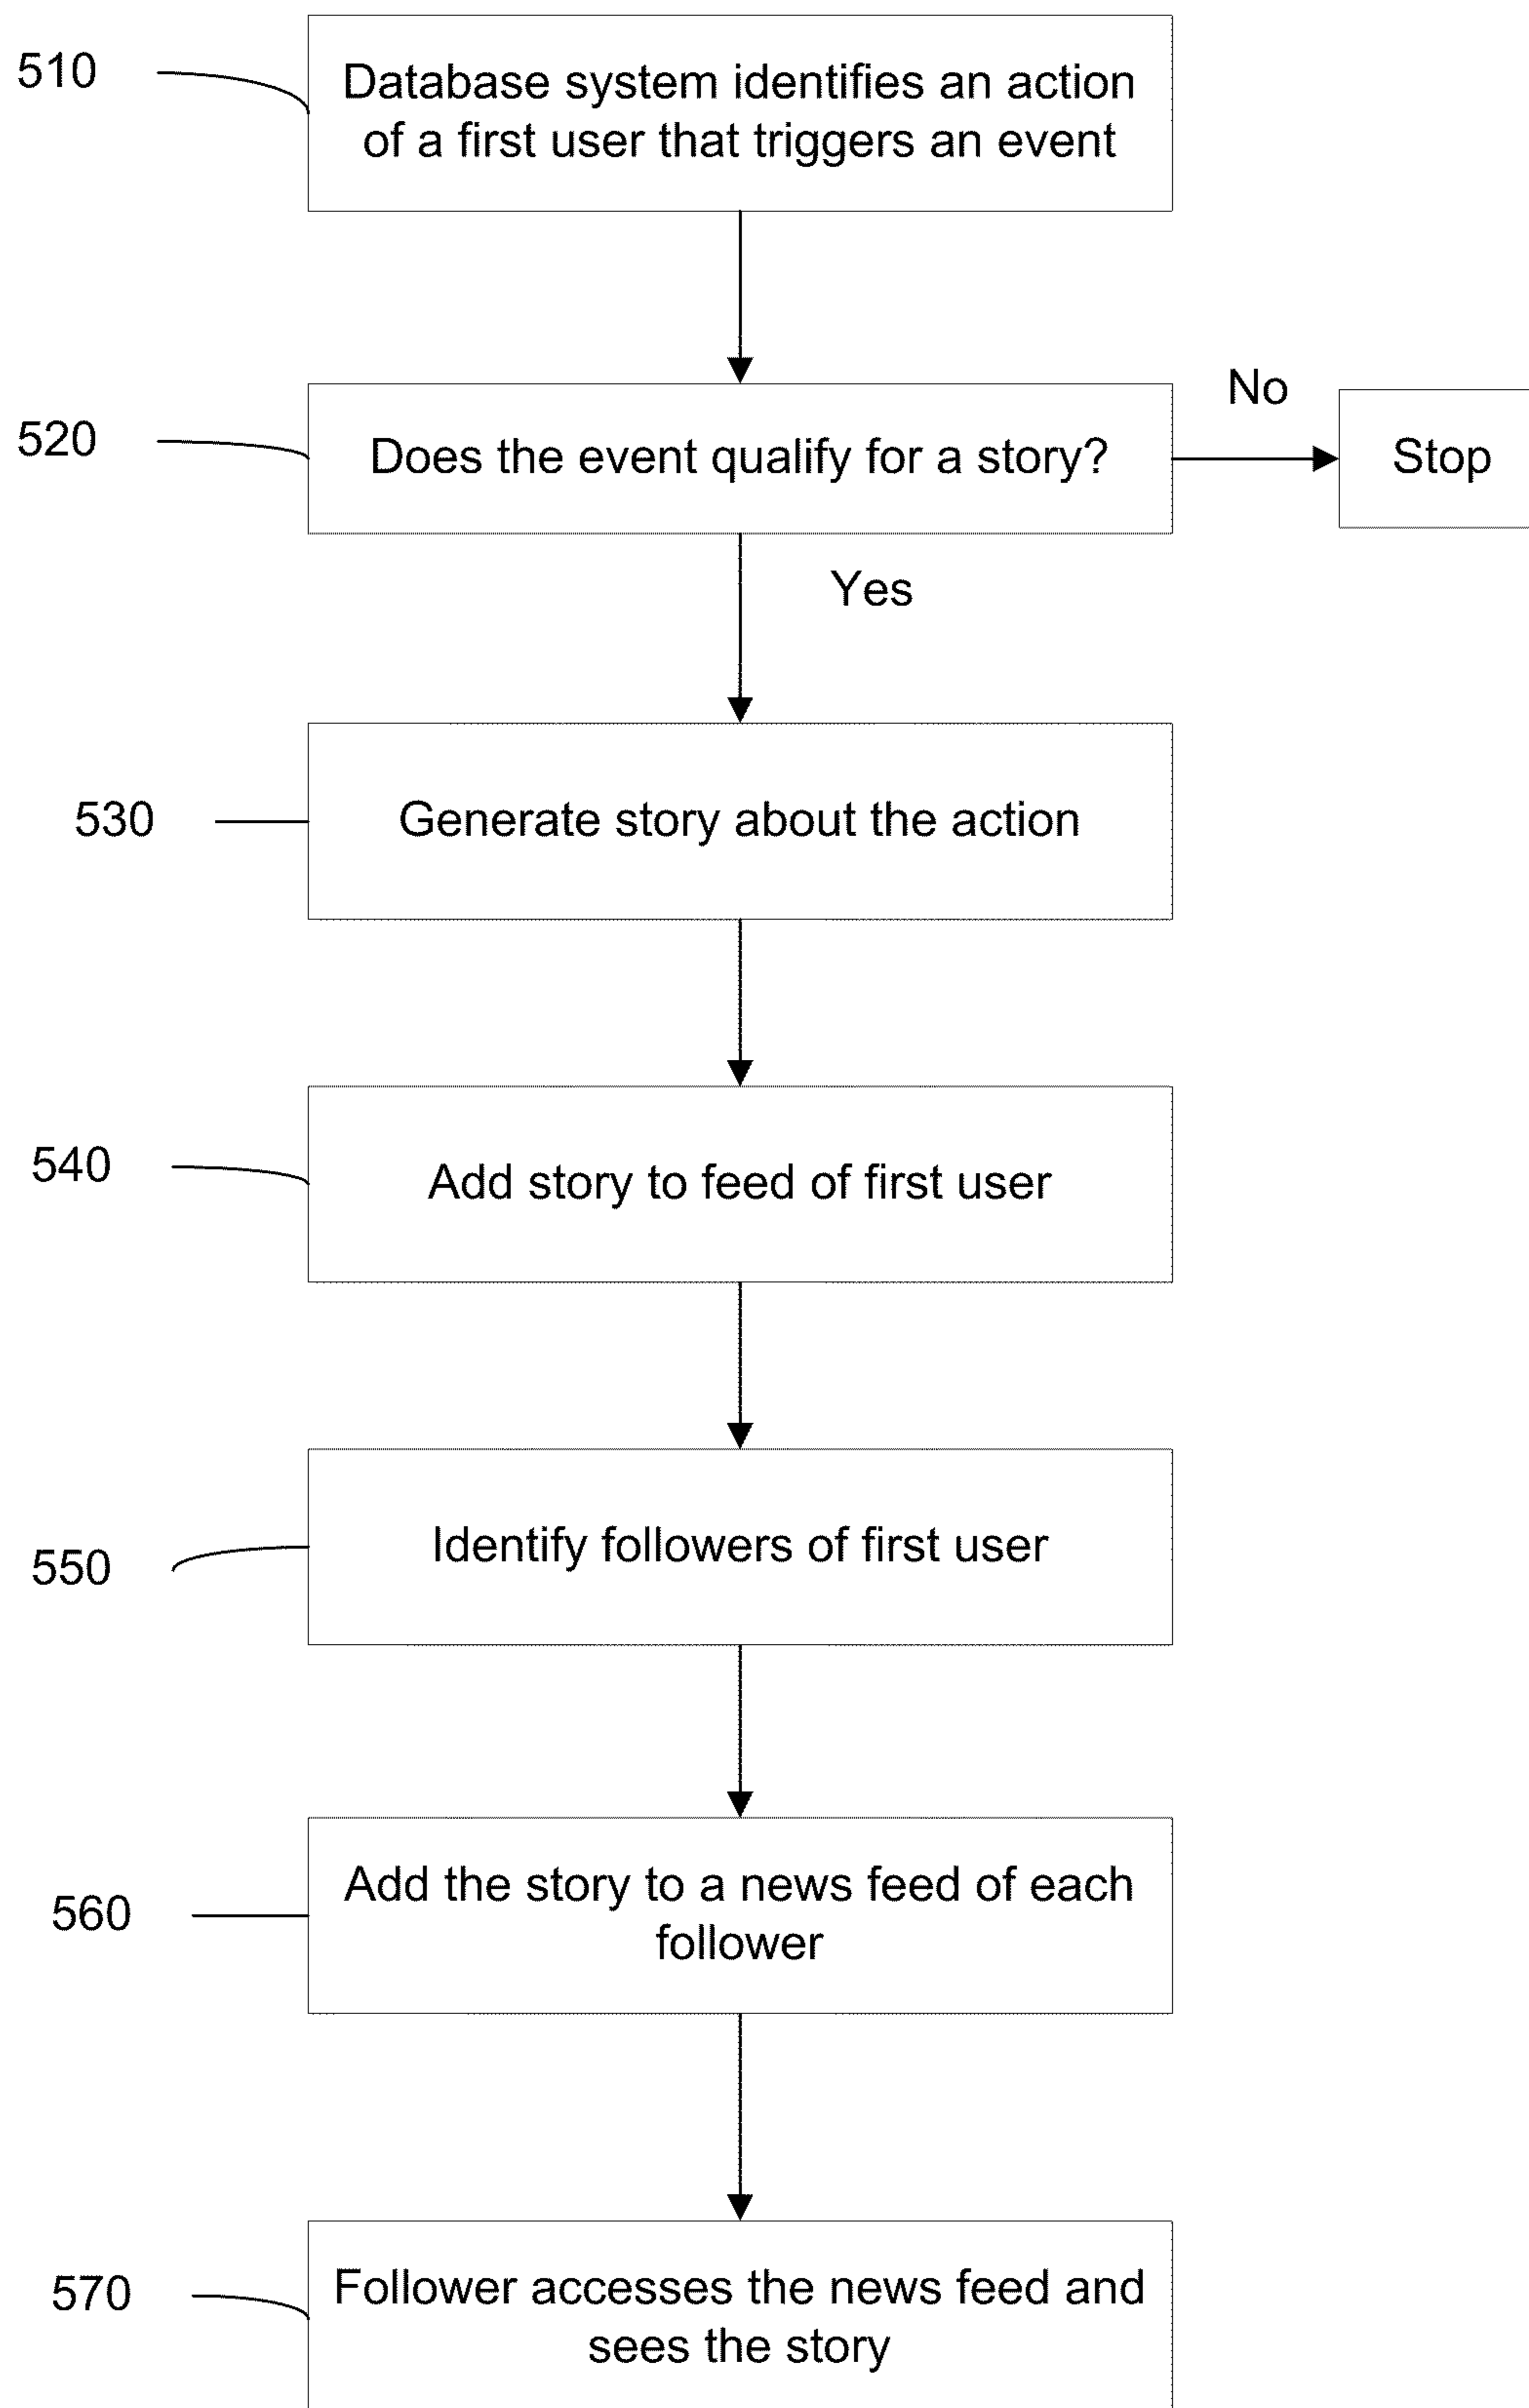 510
Database system identifies an action
of a first user that triggers an event
520
Does the event qualify for a story?
No
Stop
Yes
530
Generate story about the action
540
Add story to feed of first user
550
Identify followers of first user
560
Add the story to a news feed of each
follower
570
Follower accesses the news feed and
sees the story